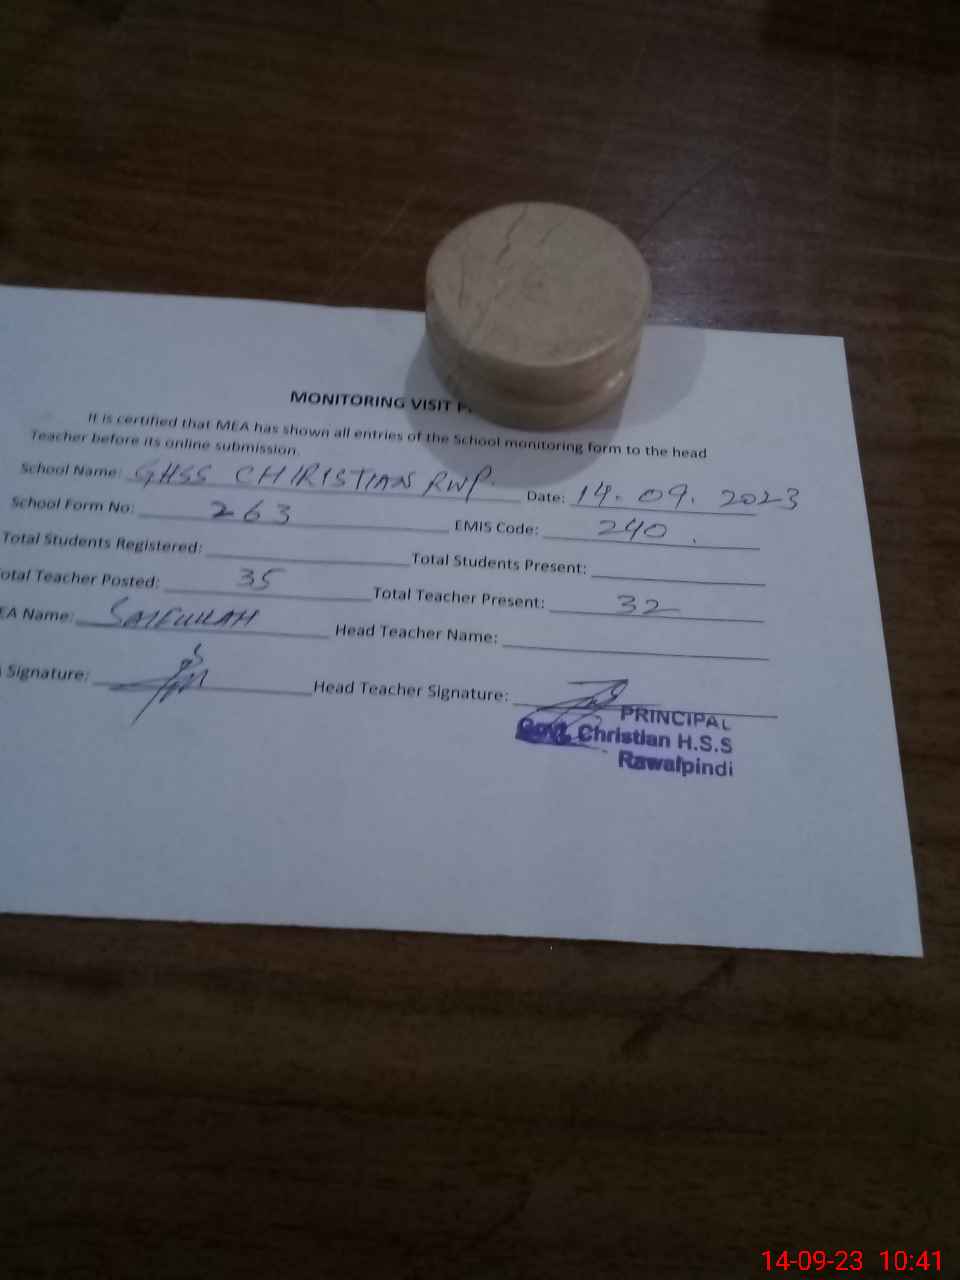 MONITORING VISIT
It is certified that MEA has shown all entries of the School monitoring form to the head
Teacher before its online submission.
School Name: GHSS CHRISTIAN RWP. Date: 14.09.2023
School Form No: 263 EMIS Code: 240
Total Students Registered: Total Students Present:
otal Teacher Posted: 35 Total Teacher Present: 32
EA Name: SAIFULLAH Head Teacher Name:
Signature: Head Teacher Signature:
PRINCIPAL
Govt. Christian H.S.S
Rawalpindi
14-09-23 10:41